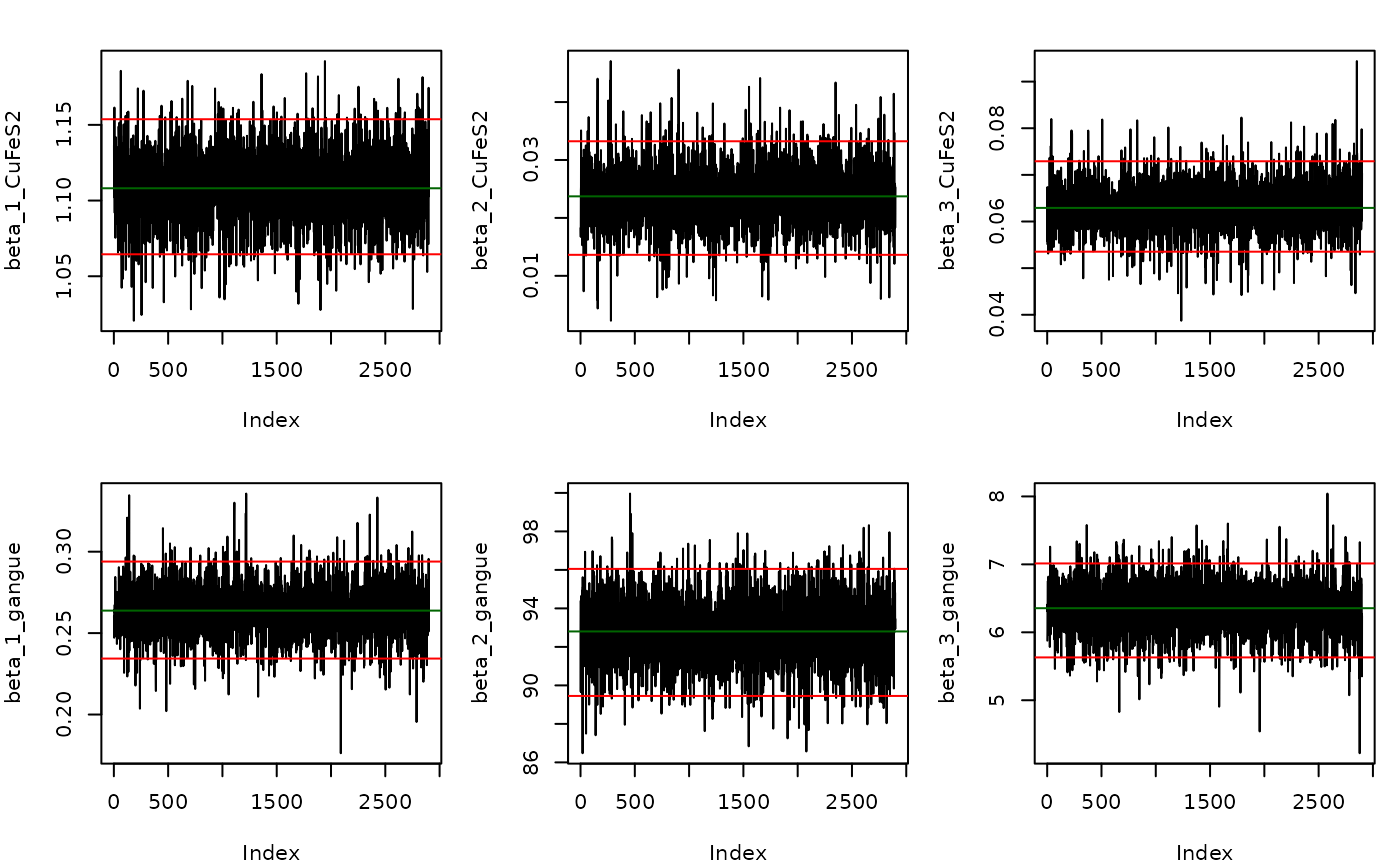 beta_1_CuFeS2
1.05 1.10 1.15
0 500 1500 2500
Index
beta_2_CuFeS2
0.01 0.03
0 500 1500 2500
Index
beta_3_CuFeS2
0.04 0.06 0.08
0 500 1500 2500
Index
beta_1_gangue
0.20 0.25 0.30
0 500 1500 2500
Index
beta_2_gangue
86 90 94 98
0 500 1500 2500
Index
beta_3_gangue
5 6 7 8
0 500 1500 2500
Index